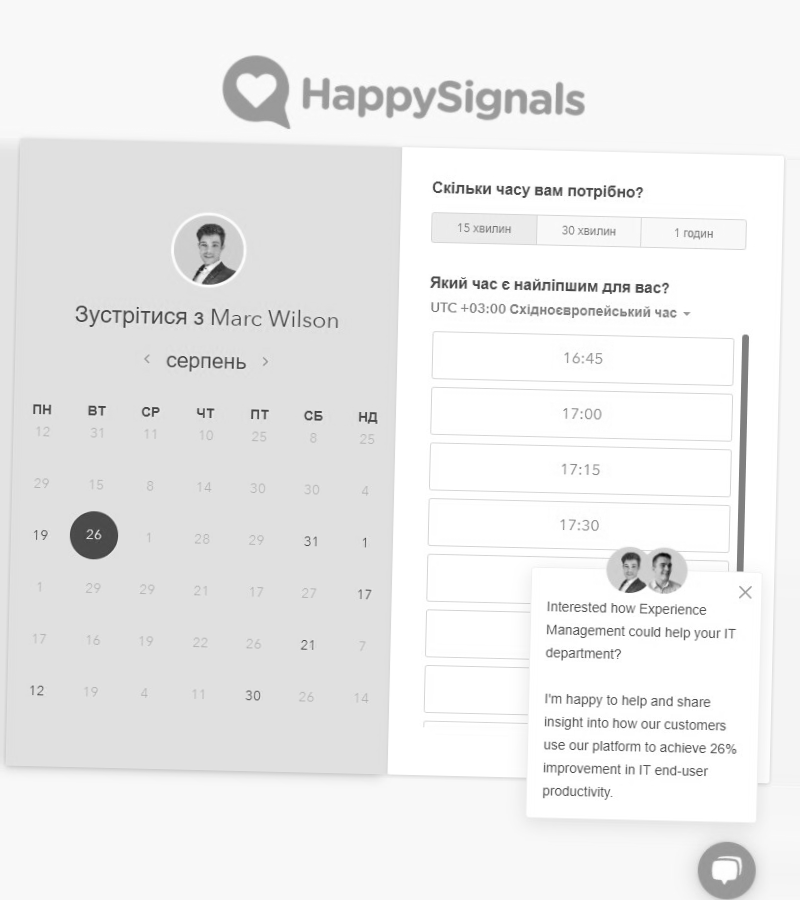 HappySignals
Зустрітися з Marc Wilson
серпень
ПН ВТ СР ЧТ ПТ СБ НД
12 31 11 10 25 8 25
29 15 8 14 30 30 4
19 26 1 28 29 31 1
1 29 29 21 17 27 17
17 16 19 22 26 21 7
12 19 4 11 30 26 14
Скільки часу вам потрібно?
15 хвилин 30 хвилин 1 годин
Який час є найліпшим для вас?
UTC +03:00 Східноєвропейський час
16:45
17:00
17:15
17:30
Interested how Experience
Management could help your IT
department?
I'm happy to help and share
insight into how our customers
use our platform to achieve 26%
improvement in IT end-user
productivity.